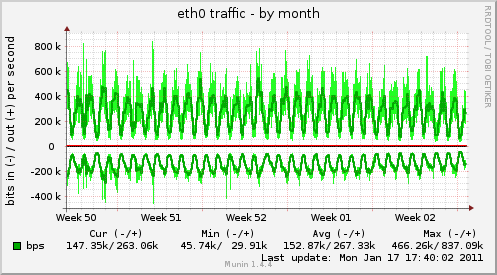 eth0 traffic - by month
RRDTOOL / TOBI OETIKER
bits in (-) / out (+) per second
800 k
600 k
400 k
200 k
0
-200 k
-400 k
Week 50 Week 51 Week 52 Week 01 Week 02
Cur (-/+) Min (-/+) Avg (-/+) Max (-/+)
bps 147.35k/263.06k 45.74k/ 29.91k 152.87k/267.33k 466.26k/837.09k
Last update: Mon Jan 17 17:40:02 2011
Munin 1.4.4